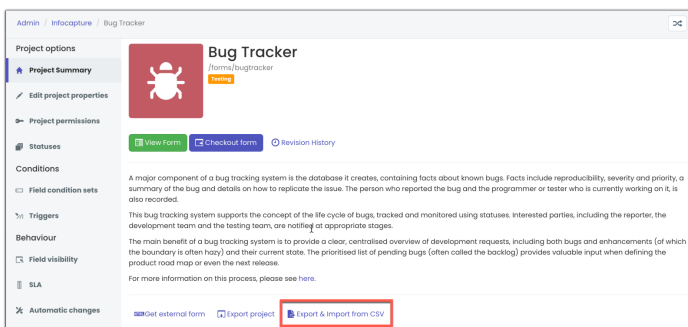 Admin / Infocapture / Bug Tracker
Project options
Project Summary
Edit project properties
Project permissions
Statuses
Conditions
Field condition sets
Triggers
Behaviour
Field visibility
SLA
Automatic changes
Bug Tracker
/forms/bugtracker
Testing
View Form
Checkout form
Revision History
A major component of a bug tracking system is the database it creates, containing facts about known bugs. Facts include reproducibility, severity and priority, a
summary of the bug and details on how to replicate the issue. The person who reported the bug and the programmer or tester who is currently working on it, is
also recorded.
This bug tracking system supports the concept of the life cycle of bugs, tracked and monitored using statuses. Interested parties, including the reporter, the
development team and the testing team, are notified at appropriate stages.
The main benefit of a bug tracking system is to provide a clear, centralised overview of development requests, including both bugs and enhancements (of which
the boundary is often hazy) and their current state. The prioritised list of pending bugs (often called the backlog) provides valuable input when defining the
product road map or even the next release.
For more information on this process, please see here.
Get external form
Export project
Export & Import from CSV